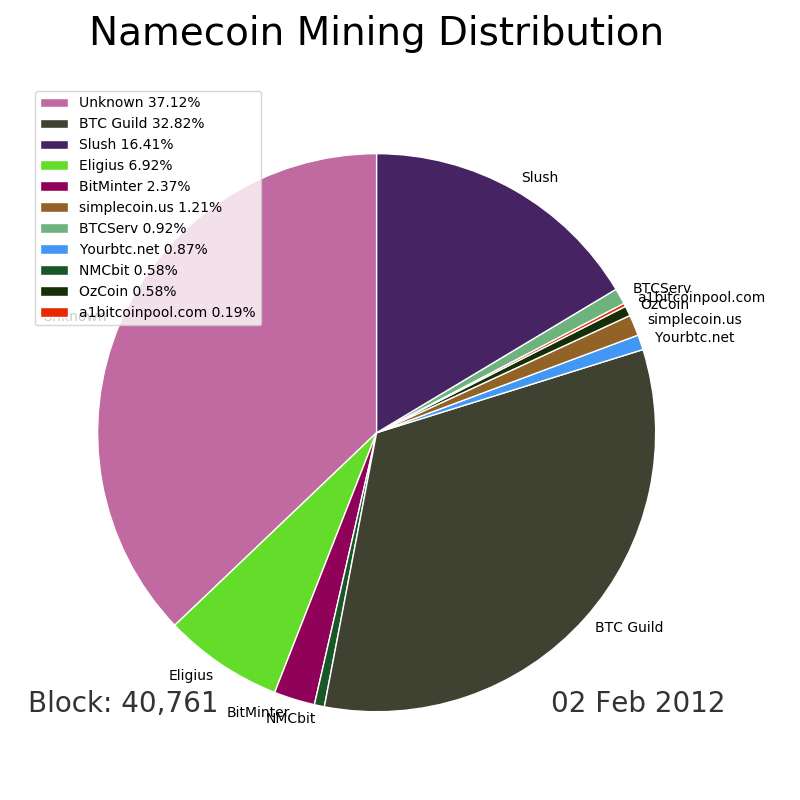 Namecoin Mining Distribution
Unknown 37.12%
BTC Guild 32.82%
Slush 16.41%
Eligius 6.92%
BitMinter 2.37%
simplecoin.us 1.21%
BTCServ 0.92%
Yourbtc.net 0.87%
NMCbit 0.58%
OzCoin 0.58%
a1bitcoinpool.com 0.19%
Unknown
Slush
BTCServ
a1bitcoinpool.com
OzCoin
simplecoin.us
Yourbtc.net
BTC Guild
Eligius
BitMinter
NMCbit
Block: 40,761
02 Feb 2012